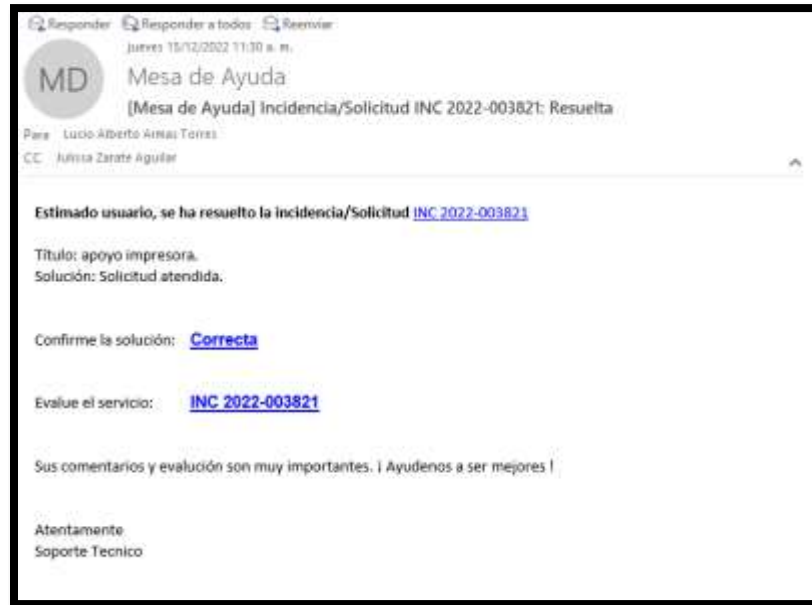 Responder Responder a todos Reenviar
jueves 15/12/2022 11:30 a. m.
MD
Mesa de Ayuda
[Mesa de Ayuda] Incidencia/Solicitud INC 2022-003821: Resuelta
Para Lucio Alberto Armas Torres
CC Julissa Zarate Aguilar
Estimado usuario, se ha resuelto la incidencia/Solicitud INC 2022-003821
Título: apoyo impresora.
Solución: Solicitud atendida.
Confirme la solución: Correcta
Evalue el servicio: INC 2022-003821
Sus comentarios y evalución son muy importantes. ¡ Ayudenos a ser mejores !
Atentamente
Soporte Tecnico